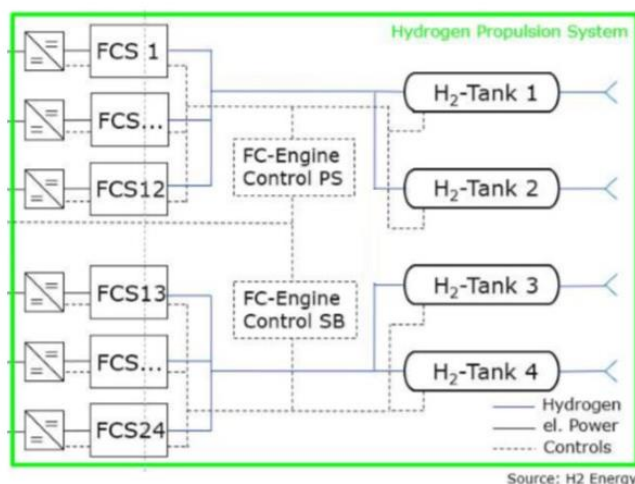 Hydrogen Propulsion System
FCS 1
H₂-Tank 1
FCS...
FC-Engine
Control PS
FCS12
H₂-Tank 2
FCS13
H₂-Tank 3
FC-Engine
Control SB
FCS...
H₂-Tank 4
FCS24
Hydrogen
el. Power
Controls
Source: H2 Energy